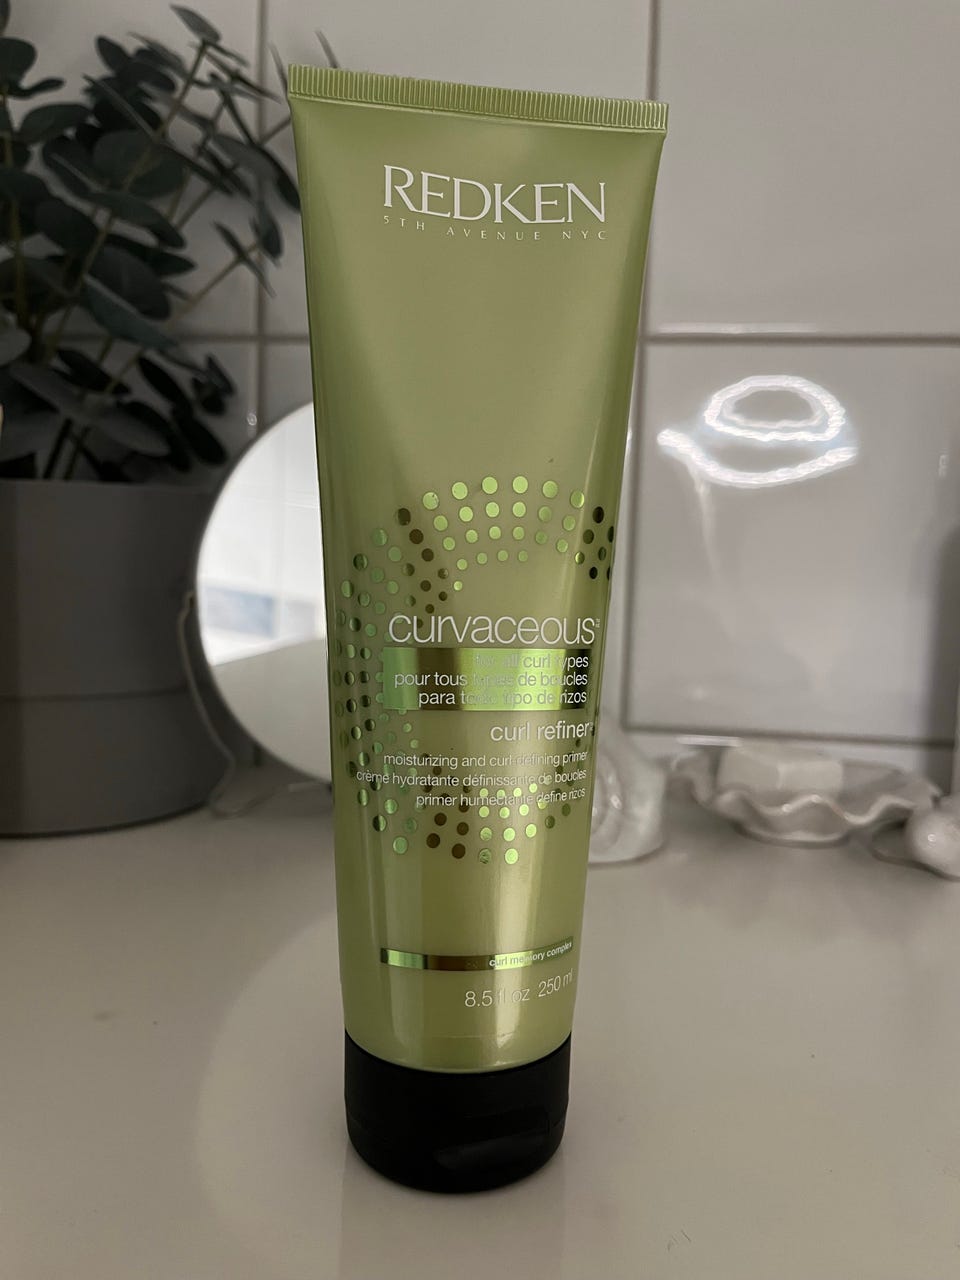 REDKEN
5TH AVENUE NYC
curvaceous
for all curl types
pour tous types de boucles
para todo tipo de rizos
curl refiner
moisturizing and curl-defining primer
crème hydratante définissante de boucles
primer humectante define rizos
curl memory complex
8.5 fl oz 250 ml